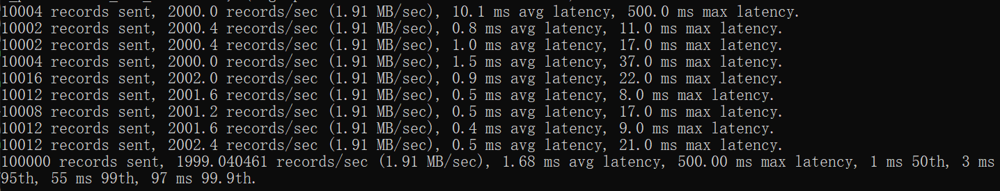 10004 records sent, 2000.0 records/sec (1.91 MB/sec), 10.1 ms avg latency, 500.0 ms max latency.
10002 records sent, 2000.4 records/sec (1.91 MB/sec), 0.8 ms avg latency, 11.0 ms max latency.
10002 records sent, 2000.4 records/sec (1.91 MB/sec), 1.0 ms avg latency, 17.0 ms max latency.
10004 records sent, 2000.0 records/sec (1.91 MB/sec), 1.5 ms avg latency, 37.0 ms max latency.
10016 records sent, 2002.0 records/sec (1.91 MB/sec), 0.9 ms avg latency, 22.0 ms max latency.
10012 records sent, 2001.6 records/sec (1.91 MB/sec), 0.5 ms avg latency, 8.0 ms max latency.
10008 records sent, 2001.2 records/sec (1.91 MB/sec), 0.5 ms avg latency, 17.0 ms max latency.
10012 records sent, 2001.6 records/sec (1.91 MB/sec), 0.4 ms avg latency, 9.0 ms max latency.
10012 records sent, 2002.4 records/sec (1.91 MB/sec), 0.5 ms avg latency, 21.0 ms max latency.
100000 records sent, 1999.040461 records/sec (1.91 MB/sec), 1.68 ms avg latency, 500.00 ms max latency, 1 ms 50th, 3 ms
95th, 55 ms 99th, 97 ms 99.9th.